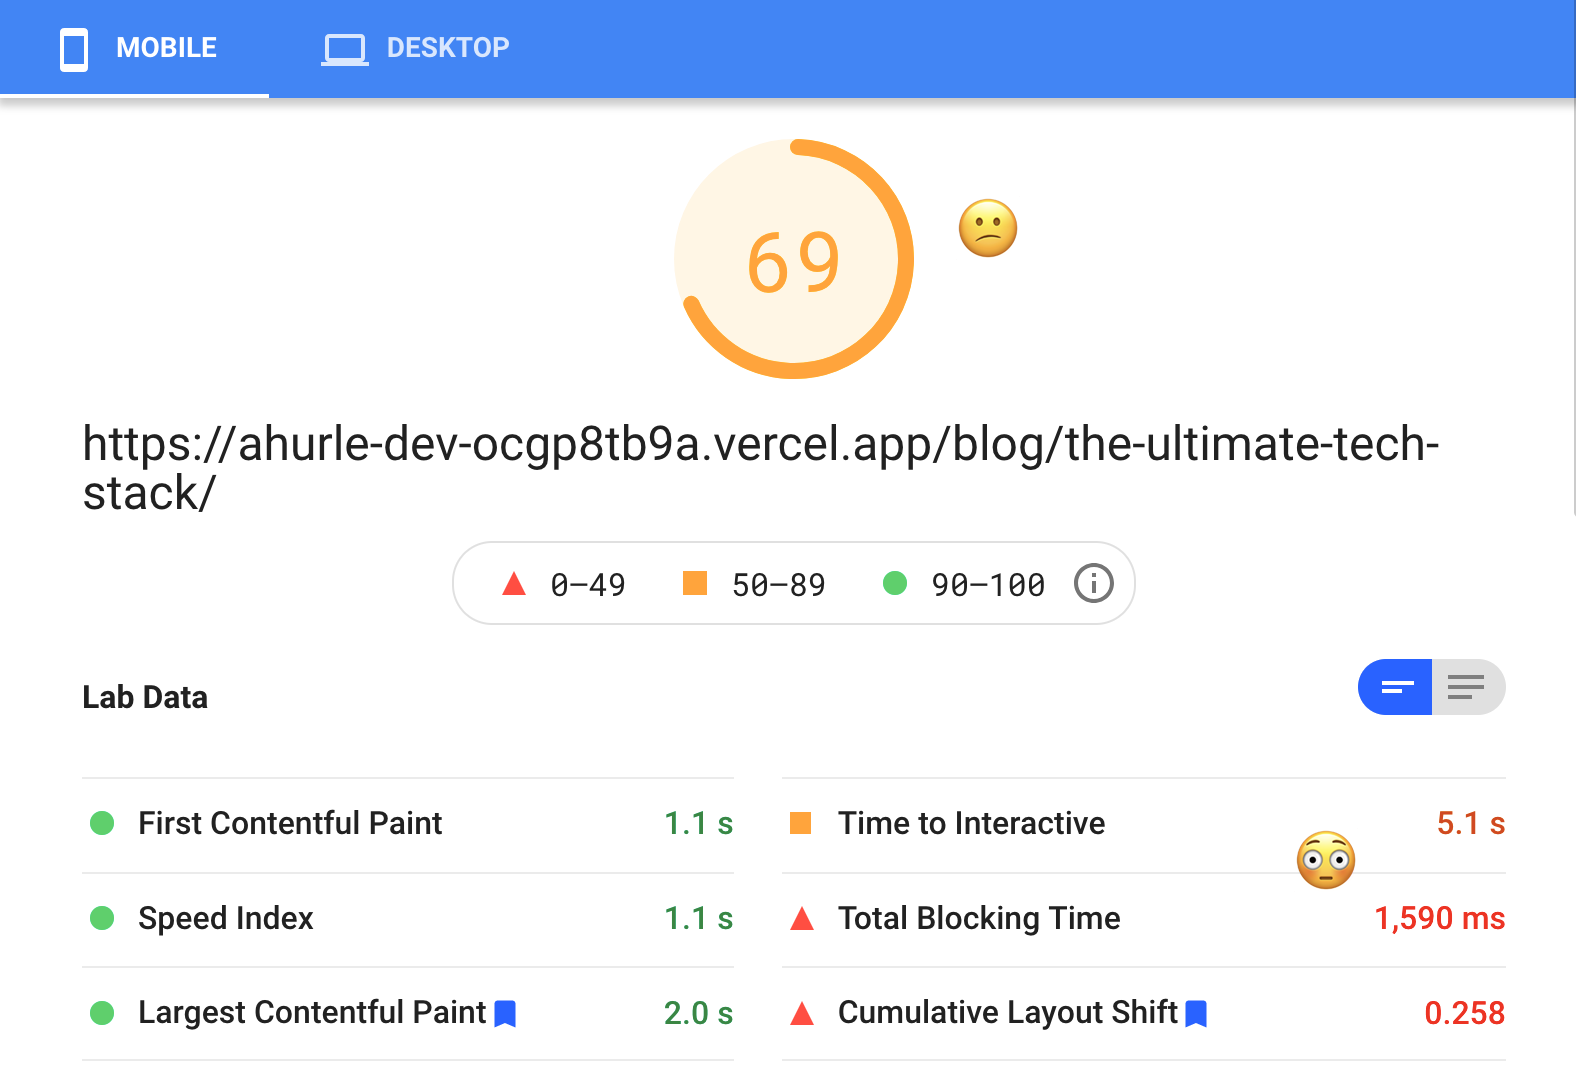 MOBILE DESKTOP
69
https://ahurle-dev-ocgp8tb9a.vercel.app/blog/the-ultimate-tech-
stack/
0–49 50–89 90–100
Lab Data
First Contentful Paint 1.1 s
Time to Interactive 5.1 s
Speed Index 1.1 s
Total Blocking Time 1,590 ms
Largest Contentful Paint 2.0 s
Cumulative Layout Shift 0.258